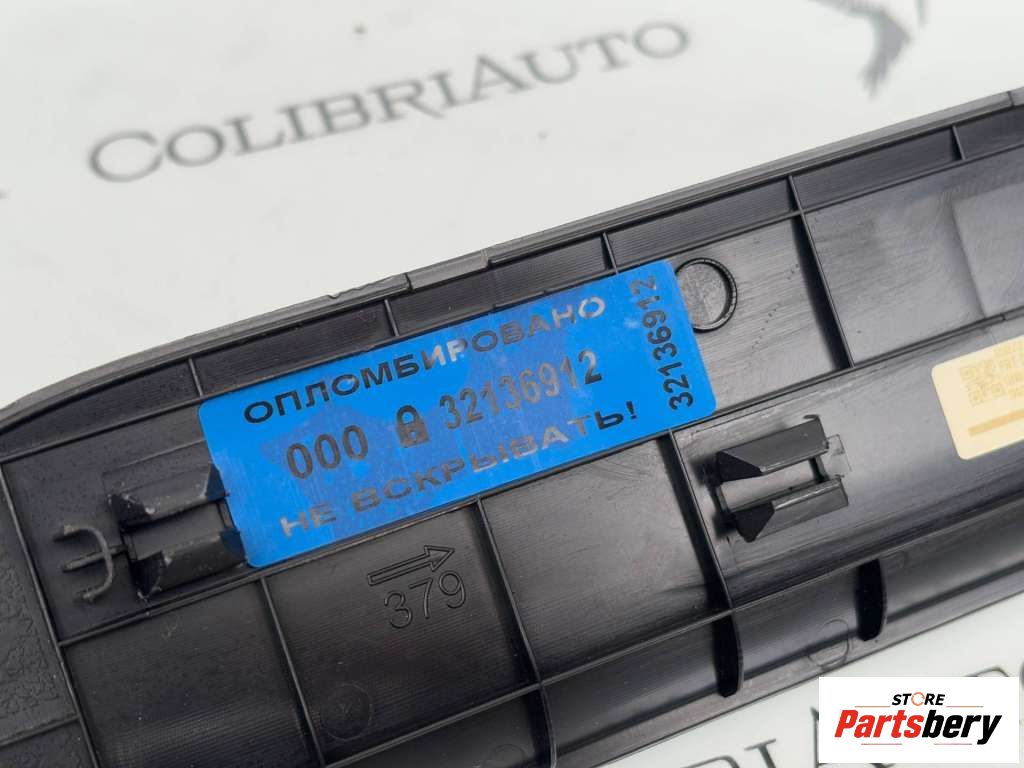 COLIBRIAUTO
ОПЛОМБИРОВАНО
000 32136912
НЕ ВСКРЫВАТЬ!
32136912
379
STORE
Partsbery